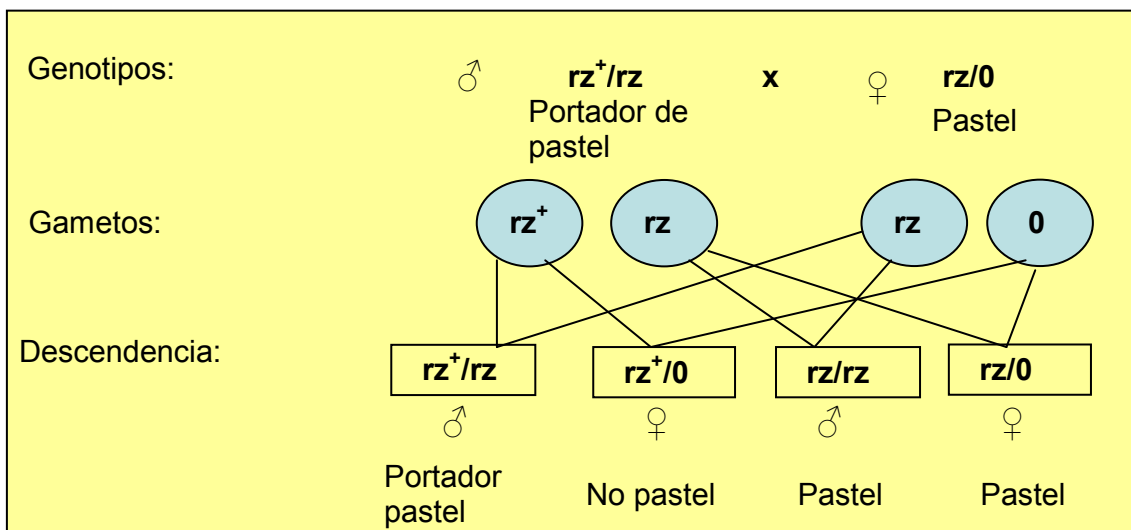 Genotipos: ♂ rz⁺/rz x ♀ rz/0
Portador de Pastel
pastel
Gametos: rz⁺ rz rz 0
Descendencia: rz⁺/rz rz⁺/0 rz/rz rz/0
♂ ♀ ♂ ♀
Portador No pastel Pastel Pastel
pastel